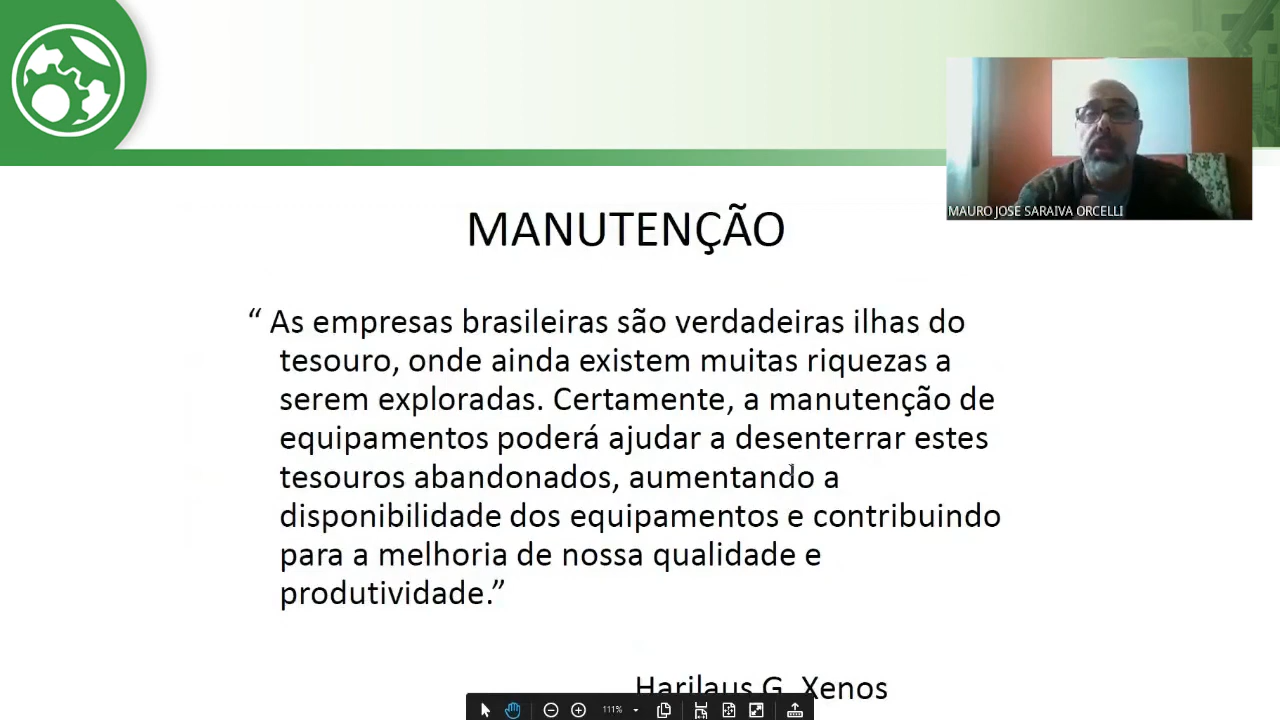 MAURO JOSE SARAIVA ORCELLI
MANUTENÇÃO
“ As empresas brasileiras são verdadeiras ilhas do
tesouro, onde ainda existem muitas riquezas a
serem exploradas. Certamente, a manutenção de
equipamentos poderá ajudar a desenterrar estes
tesouros abandonados, aumentando a
disponibilidade dos equipamentos e contribuindo
para a melhoria de nossa qualidade e
produtividade.”
Harilaus G. Xenos
111%